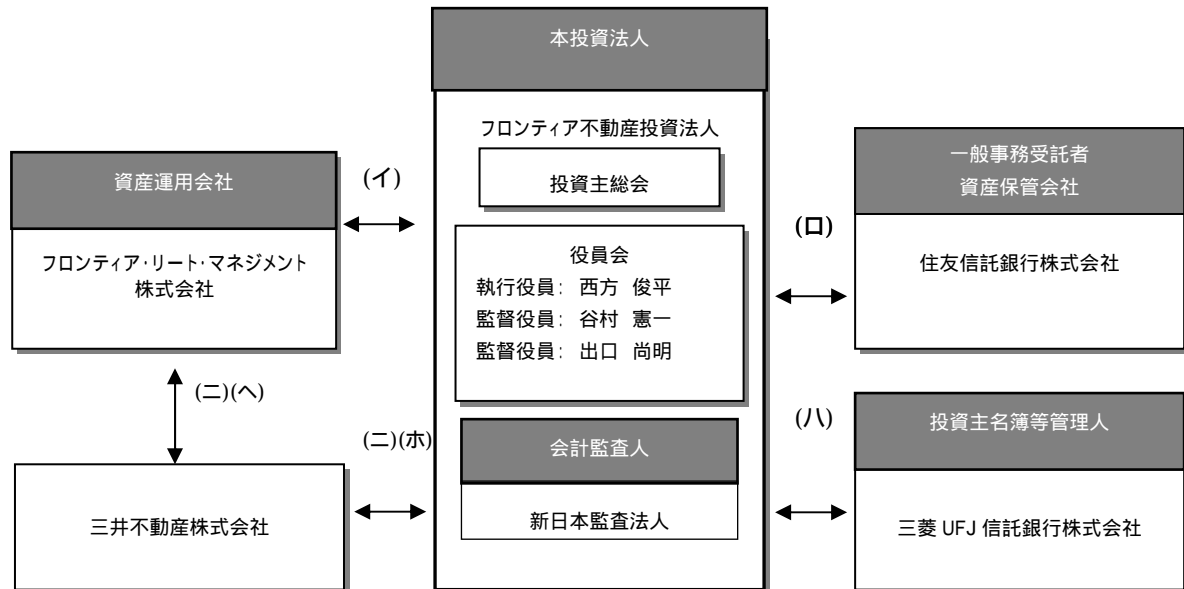 本投資法人
フロンティア不動産投資法人
投資主総会
役員会
執行役員: 西方 俊平
監督役員: 谷村 憲一
監督役員: 出口 尚明
会計監査人
新日本監査法人
資産運用会社
フロンティア・リート・マネジメント
株式会社
(イ)
(ニ)(ヘ)
三井不動産株式会社
(ニ)(ホ)
一般事務受託者
資産保管会社
住友信託銀行株式会社
(ロ)
投資主名簿等管理人
三菱 UFJ 信託銀行株式会社
(ハ)